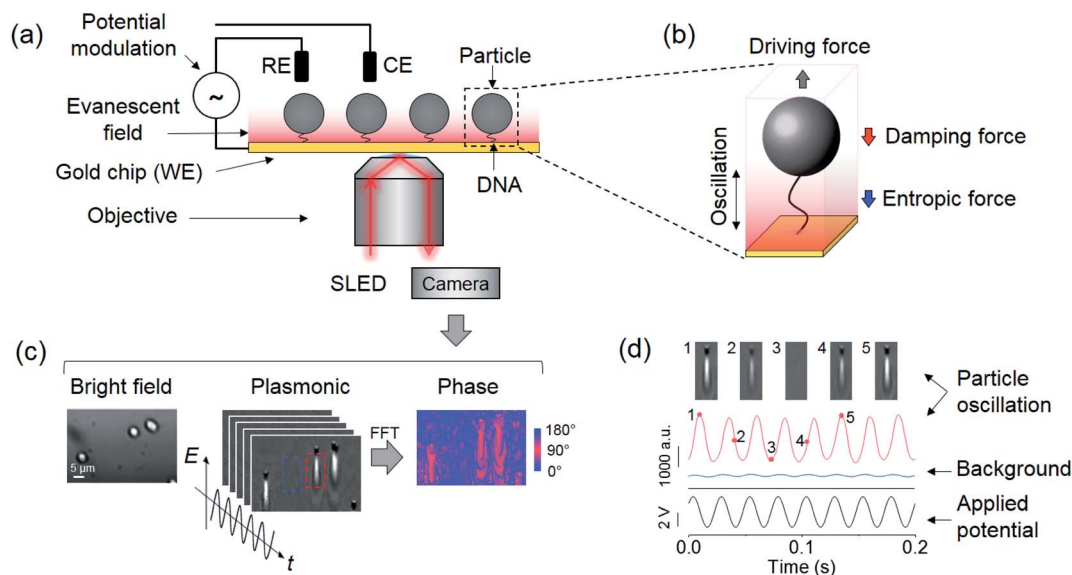 (a)
Potential
modulation
RE
CE
Particle
~
Evanescent
field
Gold chip (WE)
DNA
Objective
SLED
Camera
(b)
Driving force
Damping force
Oscillation
Entropic force
(c)
Bright field
Plasmonic
Phase
5 μm
E
t
FFT
180°
90°
0°
(d)
1
2
3
4
5
Particle
oscillation
1
2
3
4
5
1000 a.u.
Background
2 V
Applied
potential
0.0
0.1
0.2
Time (s)